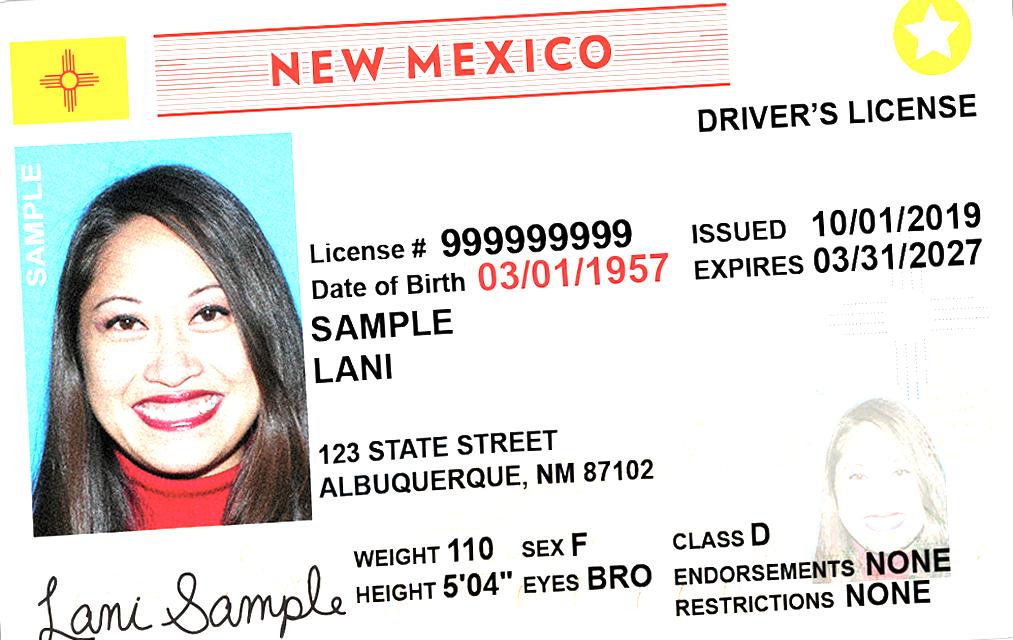 NEW MEXICO
DRIVER'S LICENSE
SAMPLE
License # 999999999
Date of Birth 03/01/1957
ISSUED 10/01/2019
EXPIRES 03/31/2027
SAMPLE
LANI
123 STATE STREET
ALBUQUERQUE, NM 87102
WEIGHT 110 SEX F
HEIGHT 5'04" EYES BRO
CLASS D
ENDORSEMENTS NONE
RESTRICTIONS NONE
Lani Sample